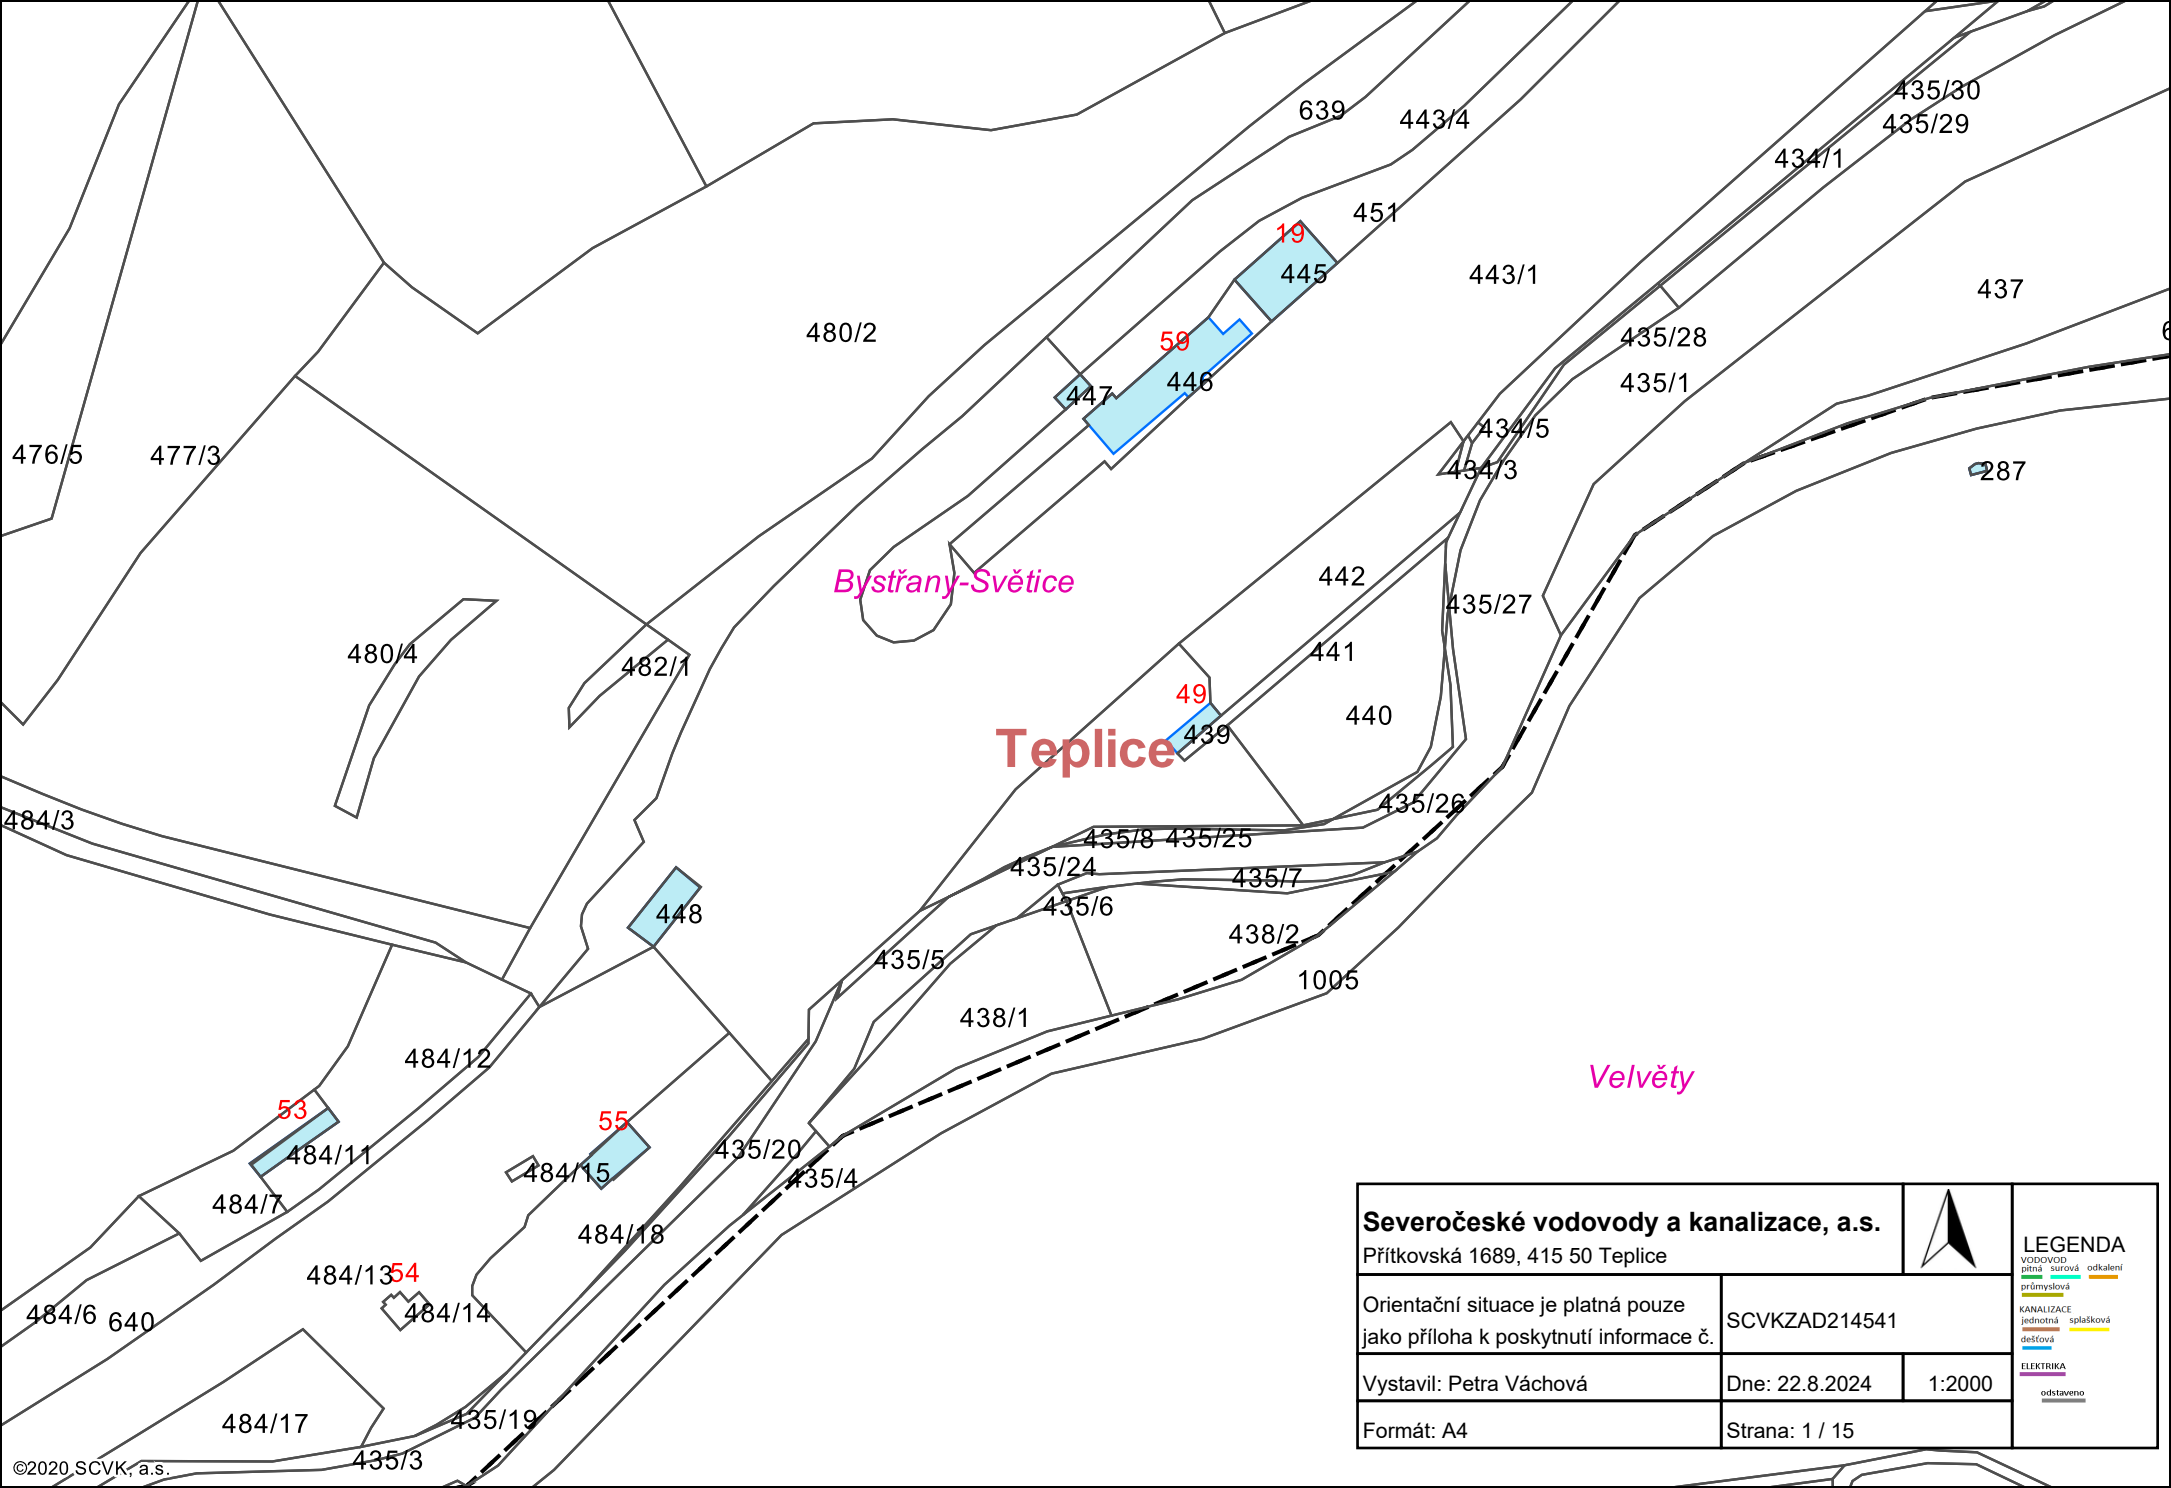 639
443/4
435/30
435/29
434/1
451
19
445
443/1
437
480/2
59
446
447
435/28
435/1
476/5
477/3
434/5
434/3
287
Bystřany-Světice
442
435/27
480/4
482/1
441
49
439
440
Teplice
484/3
435/26
435/8
435/25
435/24
435/7
448
435/6
438/2
435/5
1005
438/1
484/12
Velvěty
53
484/11
55
435/20
484/15
435/4
484/7
484/18
484/13
54
484/14
484/6
640
484/17
435/19
435/3
©2020 SCVK, a.s.
Severočeské vodovody a kanalizace, a.s.
Přítkovská 1689, 415 50 Teplice
Orientační situace je platná pouze
jako příloha k poskytnutí informace č.
SCVKZAD214541
Vystavil: Petra Váchová
Dne: 22.8.2024
1:2000
Formát: A4
Strana: 1 / 15
LEGENDA
VODOVOD
pitná surová odkalení
průmyslová
KANALIZACE
jednotná splašková
dešťová
ELEKTRIKA
odstaveno